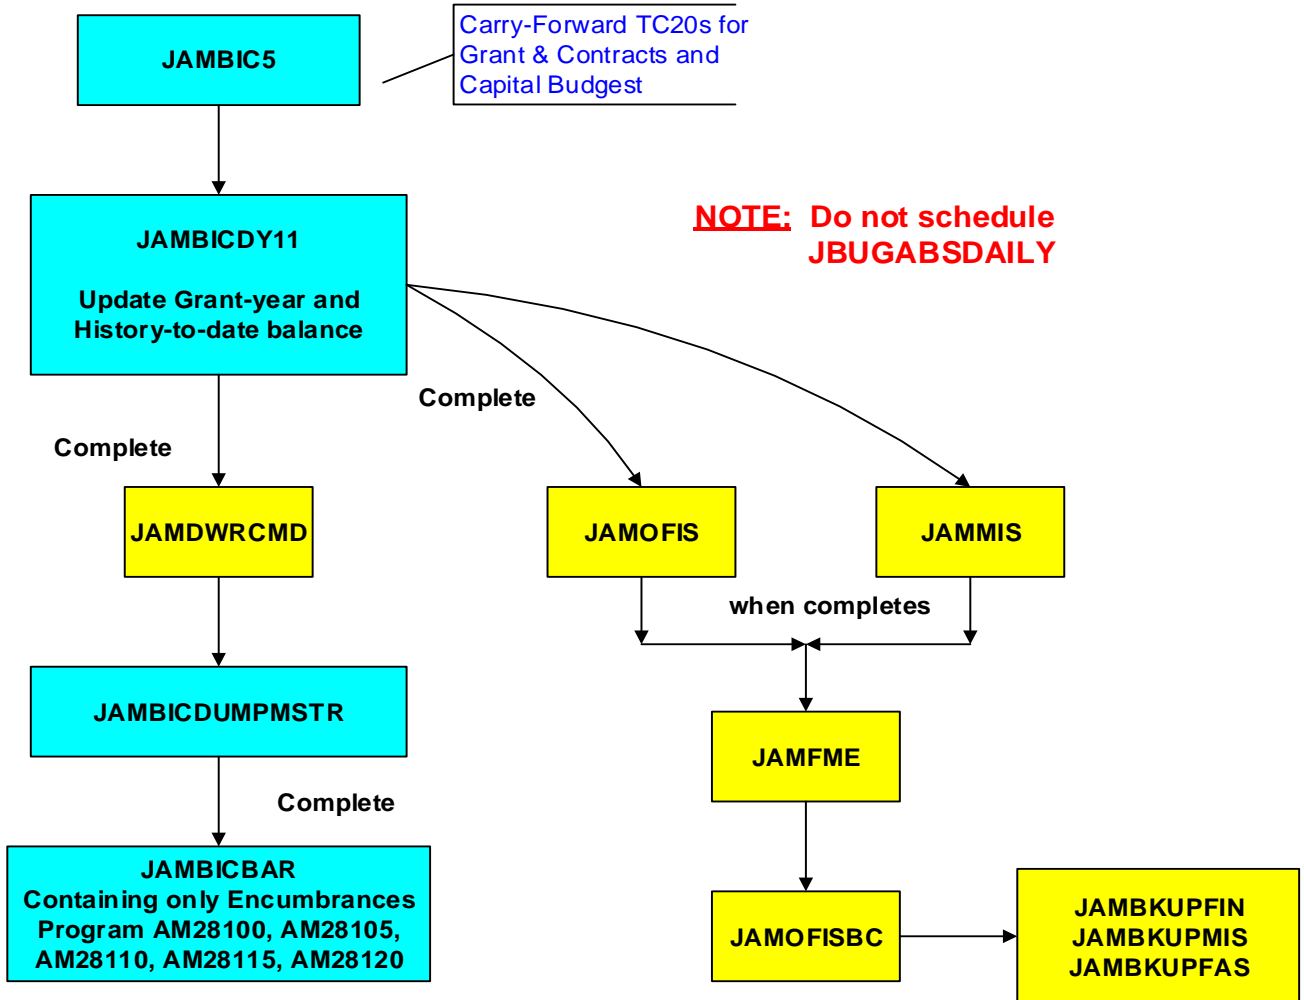 JAMBIC5
Carry-Forward TC20s for
Grant & Contracts and
Capital Budgest
JAMBICDY11
Update Grant-year and
History-to-date balance
NOTE: Do not schedule
JBUGABSDAILY
Complete
Complete
JAMDWRCMD
JAMOFIS
JAMMIS
when completes
JAMBICDUMPMSTR
JAMFME
Complete
JAMBICBAR
Containing only Encumbrances
Program AM28100, AM28105,
AM28110, AM28115, AM28120
JAMOFISBC
JAMBKUPFIN
JAMBKUPMIS
JAMBKUPFAS